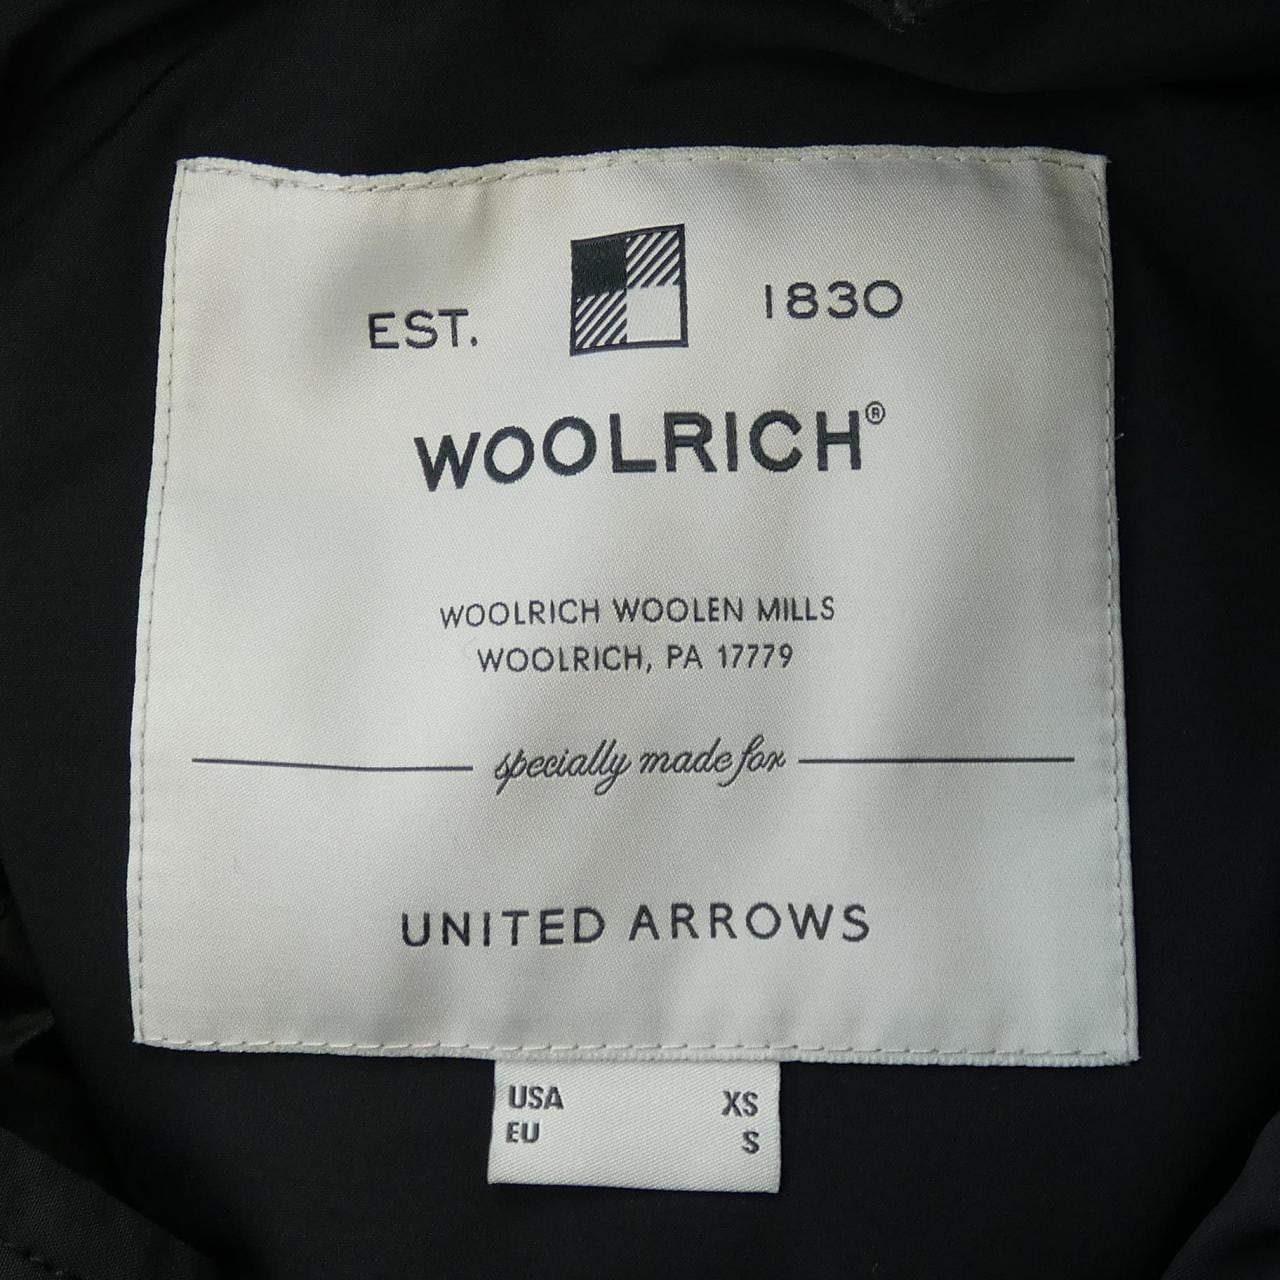 EST. 1830
WOOLRICH®
WOOLRICH WOOLEN MILLS
WOOLRICH, PA 17779
specially made for
UNITED ARROWS
USA XS
EU S